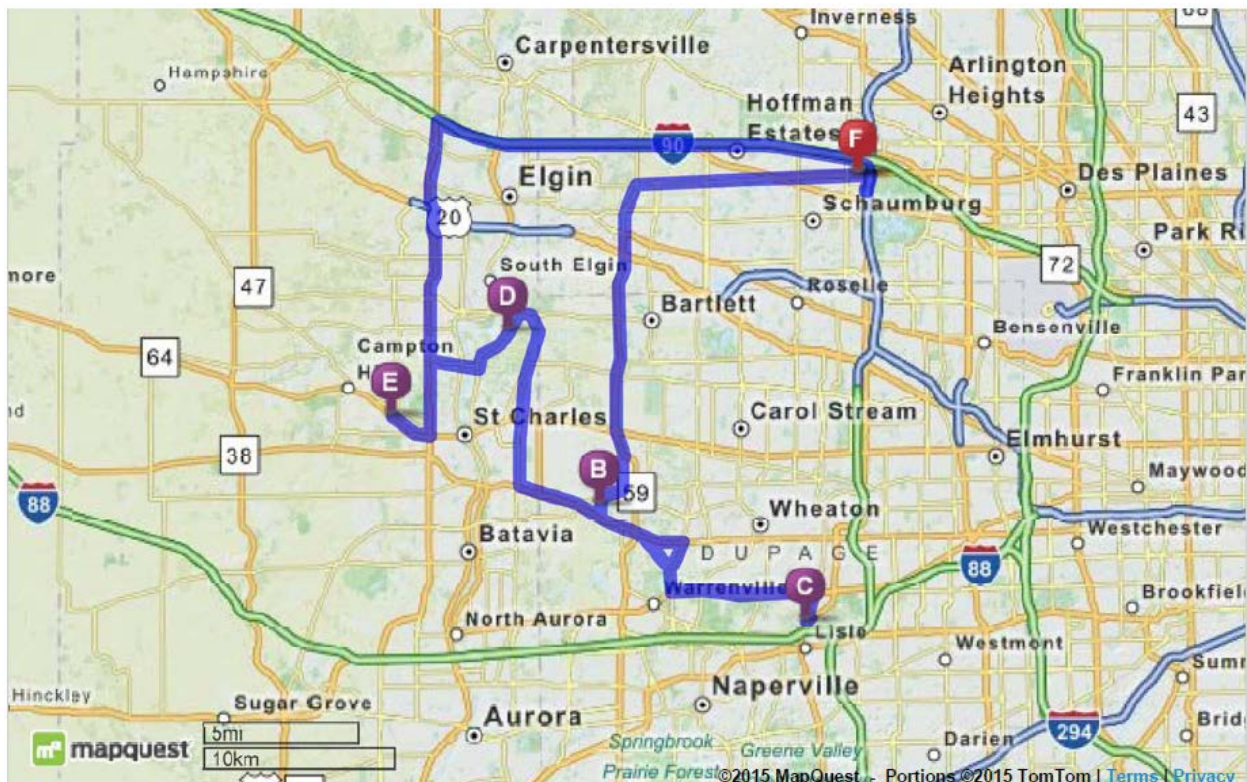 68
Inverness
Carpentersville
Arlington
Heights
Hampshire
Hoffman
Estates
43
90
F
Elgin
Des Plaines
Schaumburg
20
Park Ri
72
more
47
South Elgin
D
Bartlett
Roselle
Bensenville
64
Campton
E
Franklin Par
St Charles
Carol Stream
38
Elmhurst
B
59
Maywood
88
Wheaton
Westchester
Batavia
DUPAGE
88
Warrenville
C
Brookfiel
North Aurora
Lisle
Westmont
Summ
Hinckley
Sugar Grove
Naperville
Aurora
294
Brid
5mi
10km
mapquest
Springbrook
Prairie Forest
Greene Valley
Darien
©2015 MapQuest - Portions ©2015 TomTom | Terms | Privacy